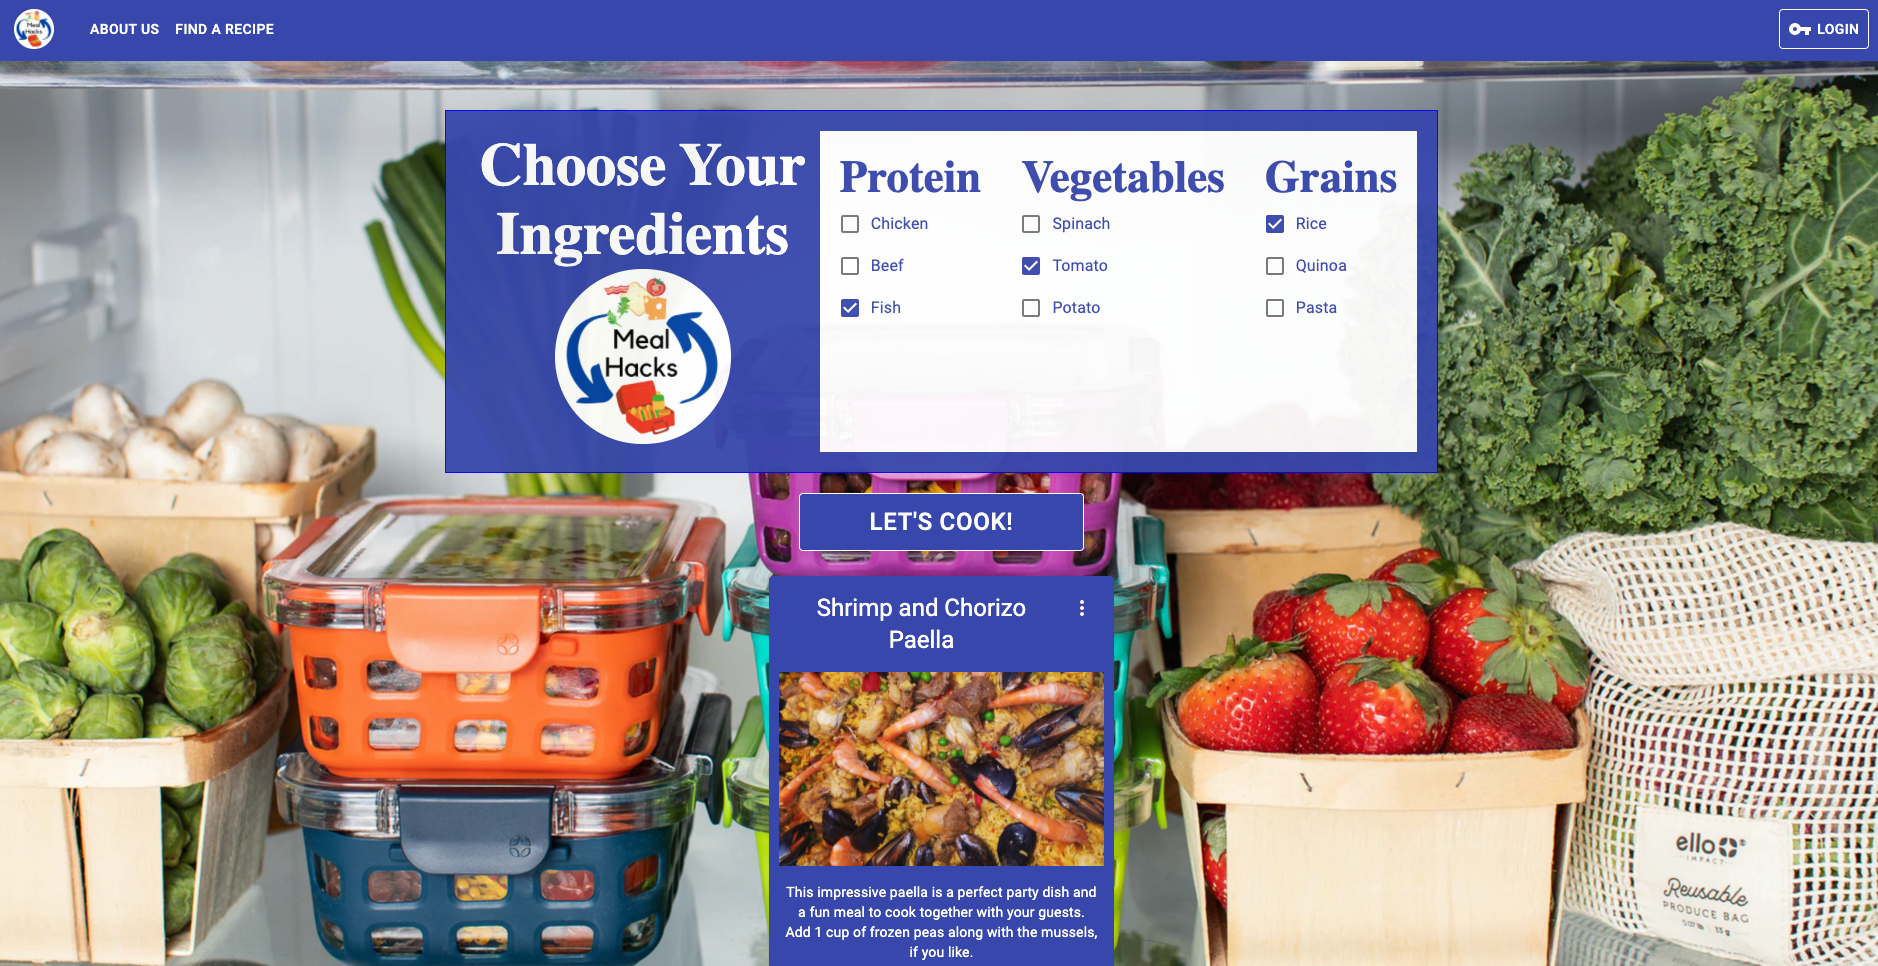 Meal
Hacks
ABOUT US
FIND A RECIPE
LOGIN
Choose Your
Ingredients
Meal
Hacks
Protein
Chicken
Beef
Fish
Vegetables
Spinach
Tomato
Potato
Grains
Rice
Quinoa
Pasta
LET'S COOK!
Shrimp and Chorizo
Paella
This impressive paella is a perfect party dish and
a fun meal to cook together with your guests.
Add 1 cup of frozen peas along with the mussels,
if you like.
ello
IMPACT
Reusable
PRODUCE BAG